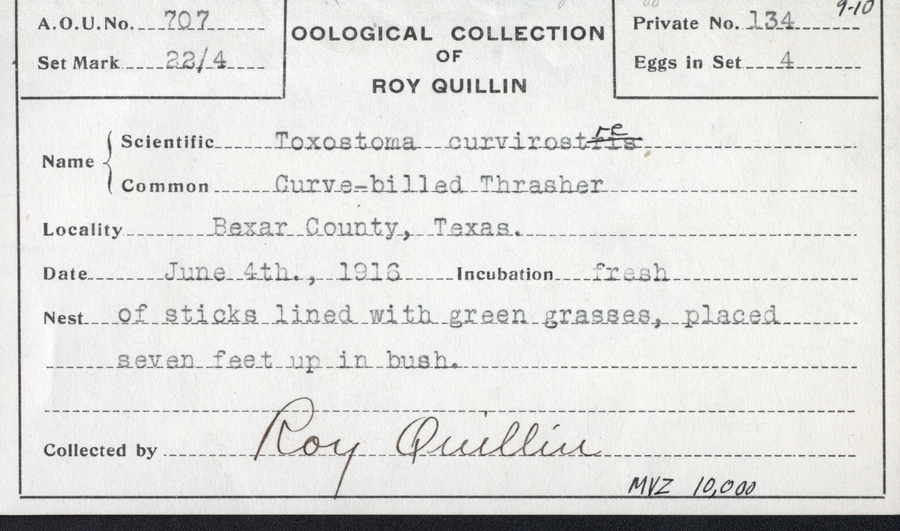 A.O.U.No. 707
Set Mark 22/4
OOLOGICAL COLLECTION
OF
ROY QUILLIN
Private No. 134
9-10
Eggs in Set 4
Name
Scientific Toxostoma curvirostris re
Common Curve-billed Thrasher
Locality Bexar County, Texas.
Date June 4th., 1916 Incubation fresh
Nest of sticks lined with green grasses, placed
seven feet up in bush.
Collected by Roy Quillin
MVZ 10,000